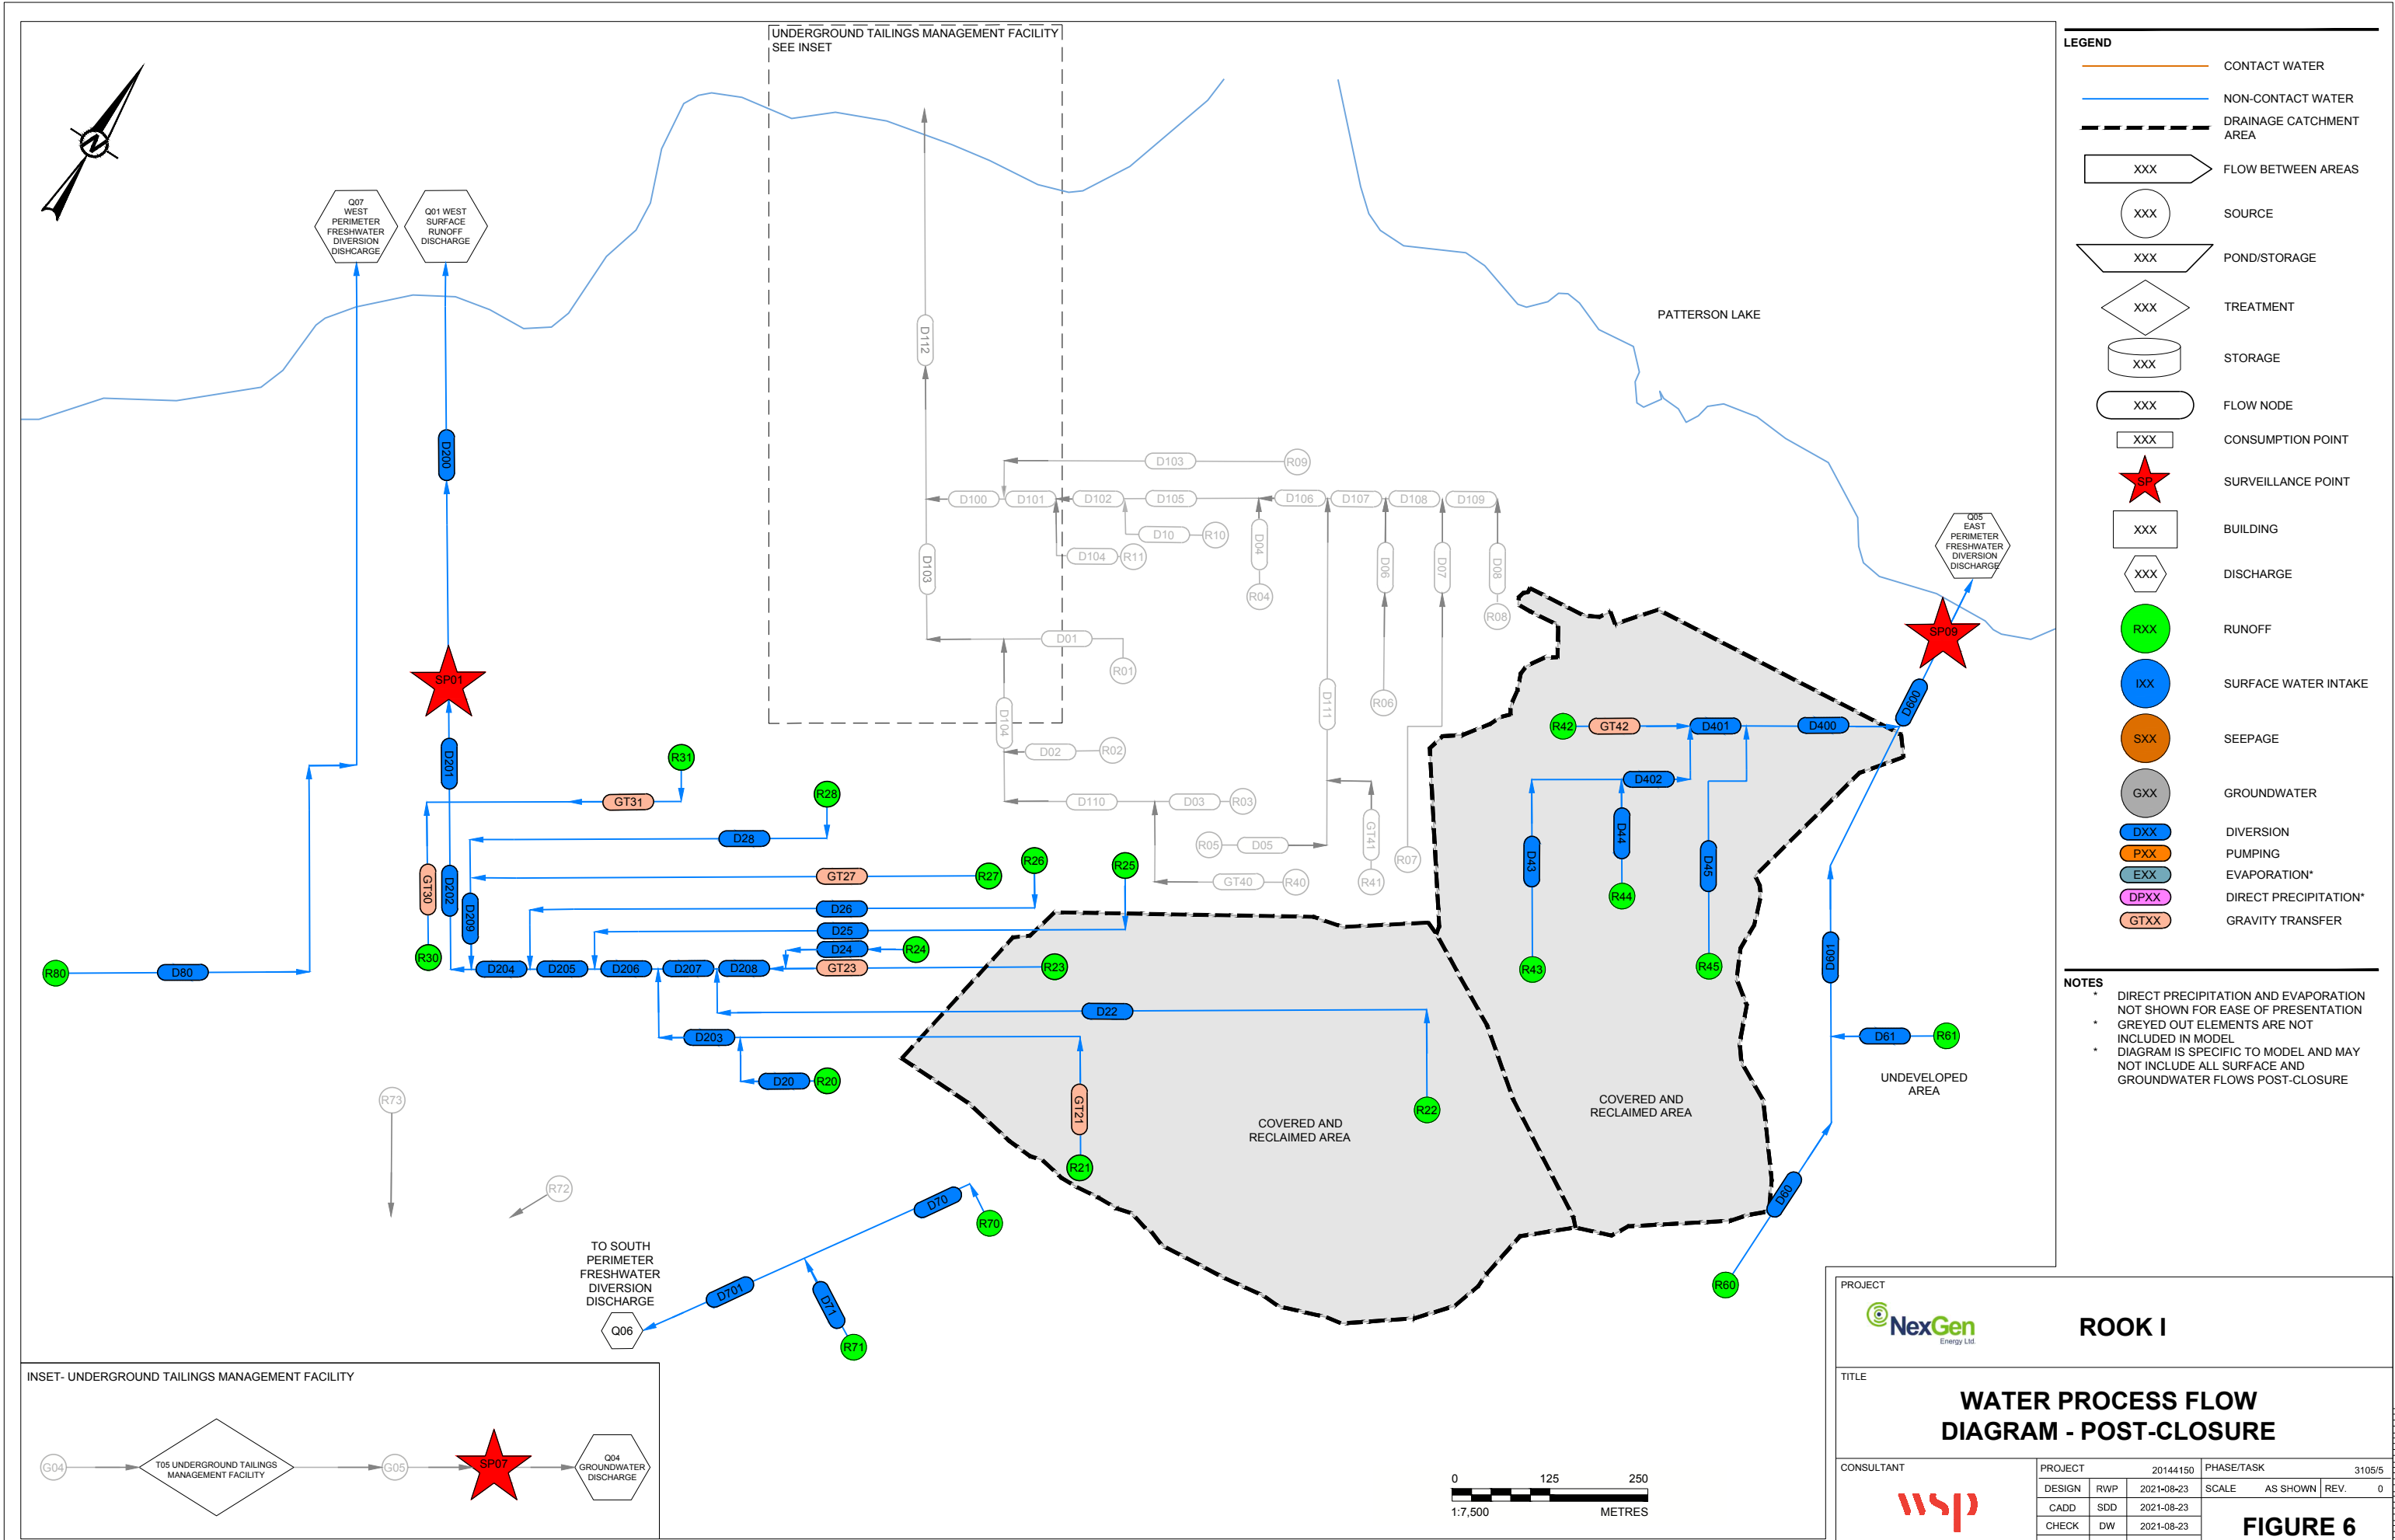 UNDERGROUND TAILINGS MANAGEMENT FACILITY
SEE INSET
N
Q07
WEST
PERIMETER
FRESHWATER
DIVERSION
DISHCARGE
Q01 WEST
SURFACE
RUNOFF
DISCHARGE
PATTERSON LAKE
D112
D200
D103
R09
D100
D101
D102
D105
D106
D107
D108
D109
D10
R10
D104
R11
D04
R04
D103
D06
D07
D08
R08
D01
R01
R06
D111
D104
D02
R02
D110
D03
R03
R05
D05
GT41
R41
R07
GT40
R40
Q05
EAST
PERIMETER
FRESHWATER
DIVERSION
DISCHARGE
SP09
D600
SP01
D201
R31
GT31
R28
D28
GT30
D202
D209
GT27
R27
R26
R25
D26
D25
D24
R24
R30
R80
D80
D204
D205
D206
D207
D208
GT23
R23
D22
D203
D20
R20
GT21
R21
R22
R42
GT42
D401
D400
D402
D43
D44
D45
R44
R43
R45
D601
D61
R61
UNDEVELOPED
AREA
COVERED AND
RECLAIMED AREA
COVERED AND
RECLAIMED AREA
D60
R60
R73
R72
D70
R70
D701
D71
R71
TO SOUTH
PERIMETER
FRESHWATER
DIVERSION
DISCHARGE
Q06
INSET- UNDERGROUND TAILINGS MANAGEMENT FACILITY
G04
T05 UNDERGROUND TAILINGS
MANAGEMENT FACILITY
G05
SP07
Q04
GROUNDWATER
DISCHARGE
0 125 250
1:7,500 METRES
LEGEND
CONTACT WATER
NON-CONTACT WATER
DRAINAGE CATCHMENT
AREA
XXX FLOW BETWEEN AREAS
XXX SOURCE
XXX POND/STORAGE
XXX TREATMENT
XXX STORAGE
XXX FLOW NODE
XXX CONSUMPTION POINT
SP SURVEILLANCE POINT
XXX BUILDING
XXX DISCHARGE
RXX RUNOFF
IXX SURFACE WATER INTAKE
SXX SEEPAGE
GXX GROUNDWATER
DXX DIVERSION
PXX PUMPING
EXX EVAPORATION*
DPXX DIRECT PRECIPITATION*
GTXX GRAVITY TRANSFER
NOTES
* DIRECT PRECIPITATION AND EVAPORATION
NOT SHOWN FOR EASE OF PRESENTATION
* GREYED OUT ELEMENTS ARE NOT
INCLUDED IN MODEL
* DIAGRAM IS SPECIFIC TO MODEL AND MAY
NOT INCLUDE ALL SURFACE AND
GROUNDWATER FLOWS POST-CLOSURE
PROJECT
NexGen
Energy Ltd.
ROOK I
TITLE
WATER PROCESS FLOW
DIAGRAM - POST-CLOSURE
CONSULTANT
wsp
PROJECT 20144150 PHASE/TASK 3105/5
DESIGN RWP 2021-08-23 SCALE AS SHOWN REV. 0
CADD SDD 2021-08-23
CHECK DW 2021-08-23
FIGURE 6